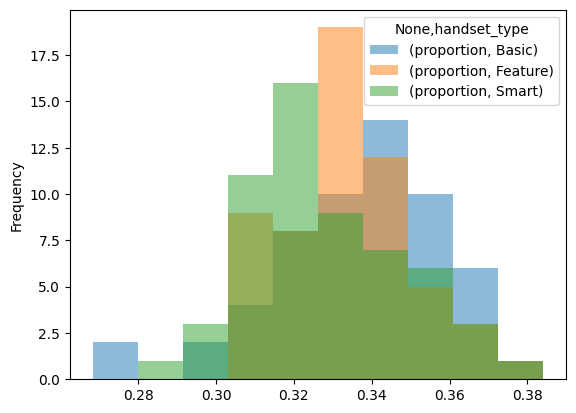 None,handset_type
(proportion, Basic)
(proportion, Feature)
(proportion, Smart)
Frequency
17.5
15.0
12.5
10.0
7.5
5.0
2.5
0.0
0.28 0.30 0.32 0.34 0.36 0.38